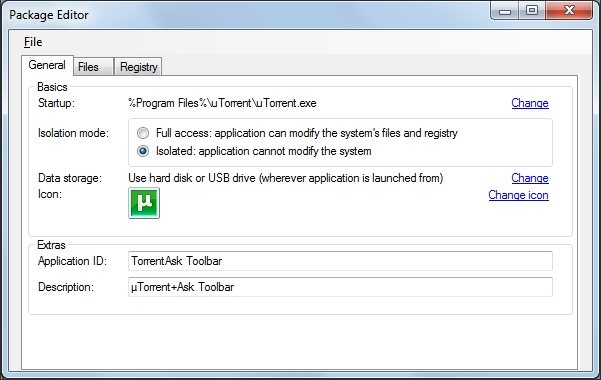 Package Editor
File
General Files Registry
Basics
Startup: %Program Files%\uTorrent\uTorrent.exe Change
Isolation mode: Full access: application can modify the system's files and registry
Isolated: application cannot modify the system
Data storage: Use hard disk or USB drive (wherever application is launched from) Change
Icon: µ Change icon
Extras
Application ID: TorrentAsk Toolbar
Description: µTorrent+Ask Toolbar